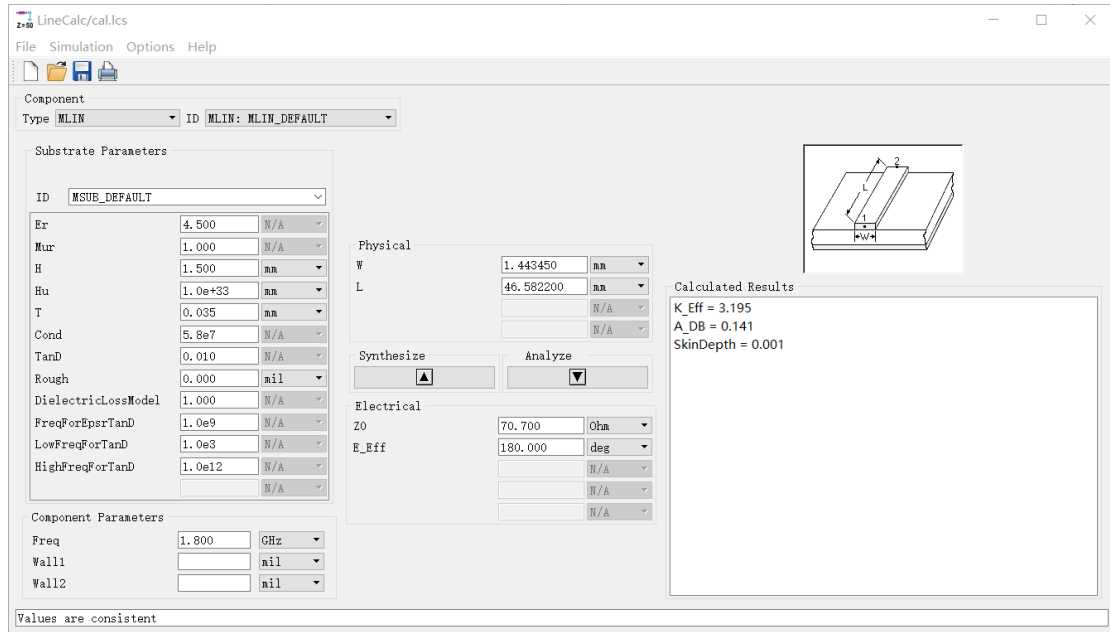 Z=50 LineCalc/cal.lcs
File Simulation Options Help
Component
Type MLIN ID MLIN: MLIN_DEFAULT
Substrate Parameters
ID MSUB_DEFAULT
Er 4.500 N/A
Mur 1.000 N/A
H 1.500 mm
Hu 1.0e+33 mm
T 0.035 mm
Cond 5.8e7 N/A
TanD 0.010 N/A
Rough 0.000 mil
DielectricLossModel 1.000 N/A
FreqForEpsrTanD 1.0e9 N/A
LowFreqForTanD 1.0e3 N/A
HighFreqForTanD 1.0e12 N/A
N/A
Component Parameters
Freq 1.800 GHz
Wall1 mil
Wall2 mil
Physical
W 1.443450 mm
L 46.582200 mm
N/A
N/A
Synthesize Analyze
Electrical
Z0 70.700 Ohm
E_Eff 180.000 deg
N/A
N/A
N/A
2
L
1
W
Calculated Results
K_Eff = 3.195
A_DB = 0.141
SkinDepth = 0.001
Values are consistent